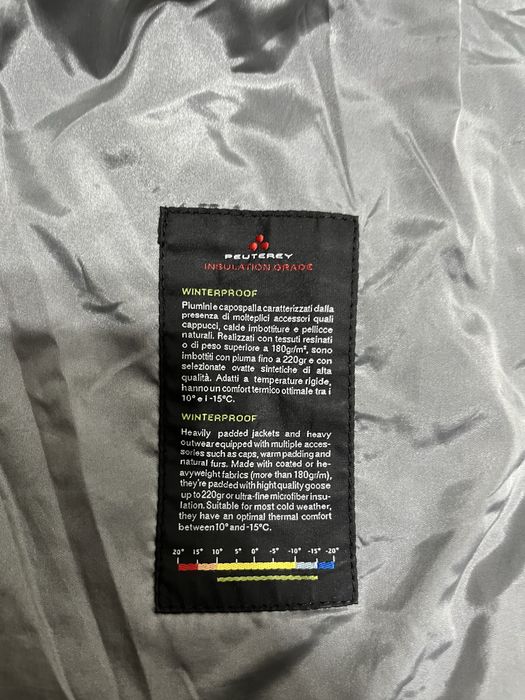 PEUTEREY
INSULATION GRADE
WINTERPROOF
Piumini e capospalla caratterizzati dalla
presenza di molteplici accessori quali
cappucci, calde imbottiture e pellicce
naturali. Realizzati con tessuti resinati
o di peso superiore a 180gr/m², sono
imbottiti con piuma fino a 220gr e con
selezionate ovatte sintetiche di alta
qualità. Adatti a temperature rigide,
hanno un comfort termico ottimale tra i
10° e i -15°C.
WINTERPROOF
Heavily padded jackets and heavy
outwear equipped with multiple acces-
sories such as caps, warm padding and
natural furs. Made with coated or he-
avyweight fabrics (more than 180gr/m),
they're padded with hight quality goose
up to 220gr or ultra-fine microfiber insu-
lation. Suitable for most cold weather,
they have an optimal thermal comfort
between 10° and -15°C.
20° 15° 10° 5° 0° -5° -10° -15° -20°